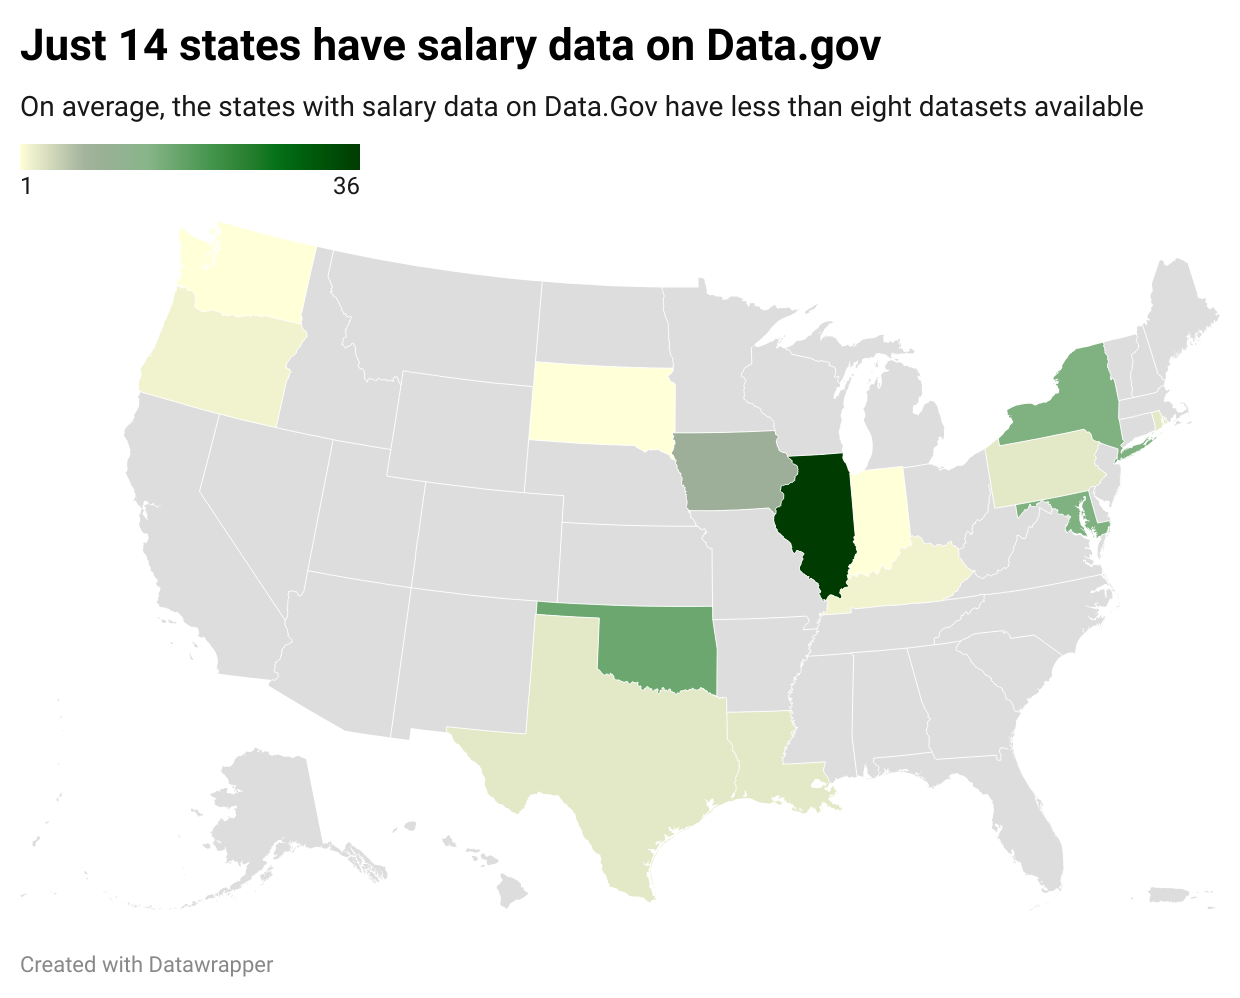 Just 14 states have salary data on Data.gov
On average, the states with salary data on Data.Gov have less than eight datasets available
1 36
Created with Datawrapper